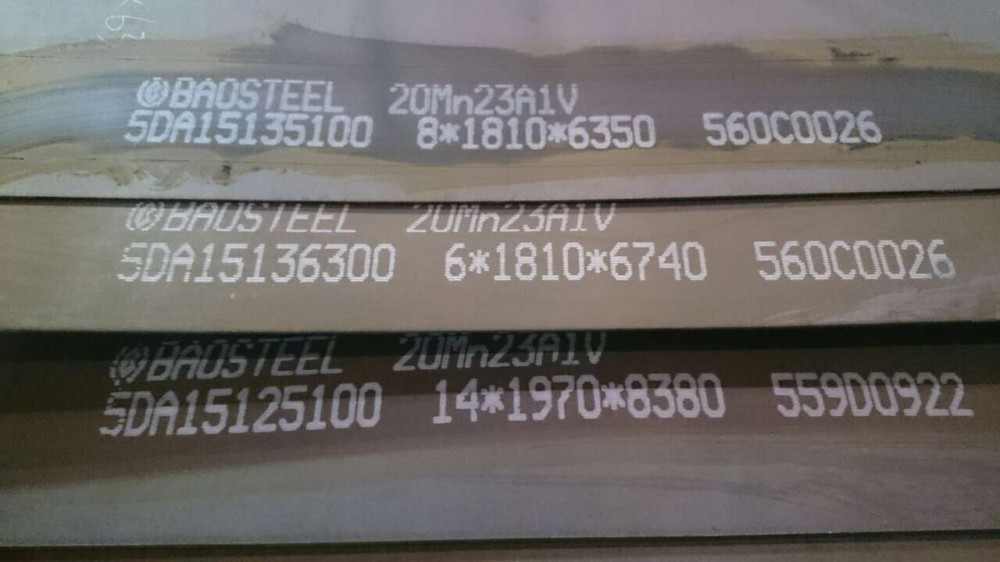 BAOSTEEL 20Mn23A1V
5DA15135100 8*1810*6350 560C0026
BAOSTEEL 20Mn23A1V
5DA15136300 6*1810*6740 560C0026
BAOSTEEL 20Mn23A1V
5DA15125100 14*1970*8380 559D0922